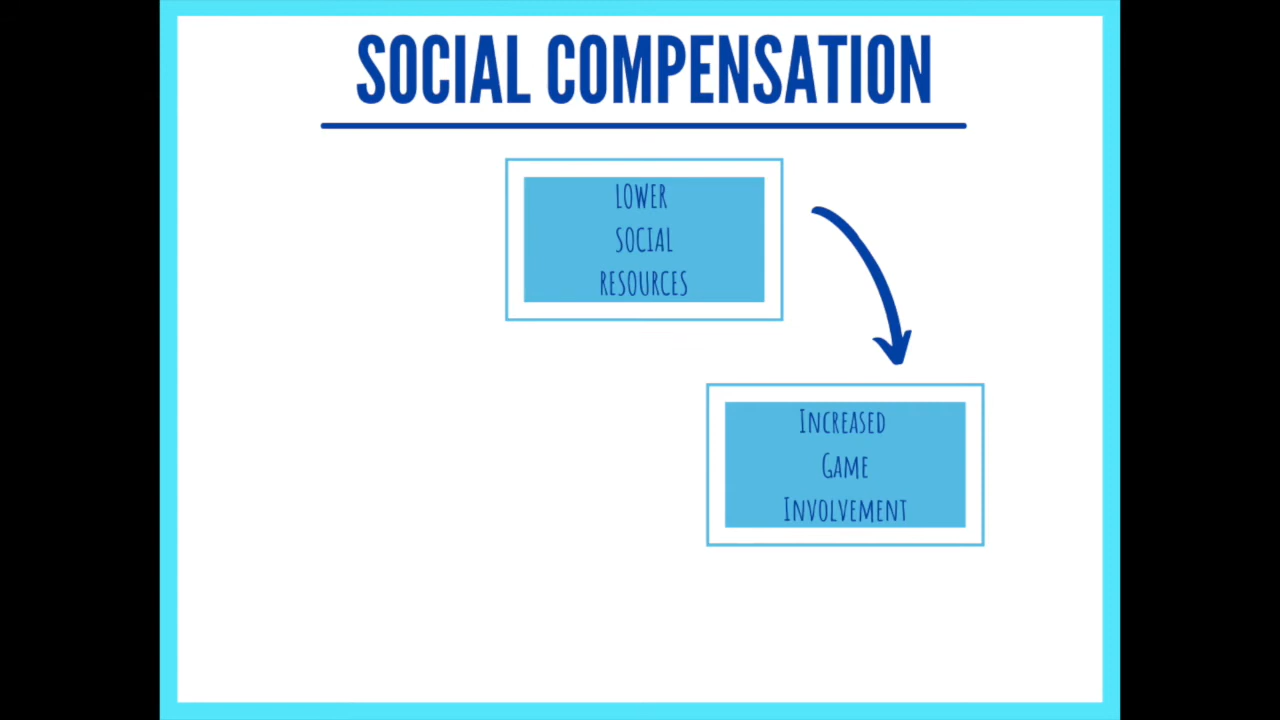 SOCIAL COMPENSATION
LOWER
SOCIAL
RESOURCES
Increased
Game
Involvement